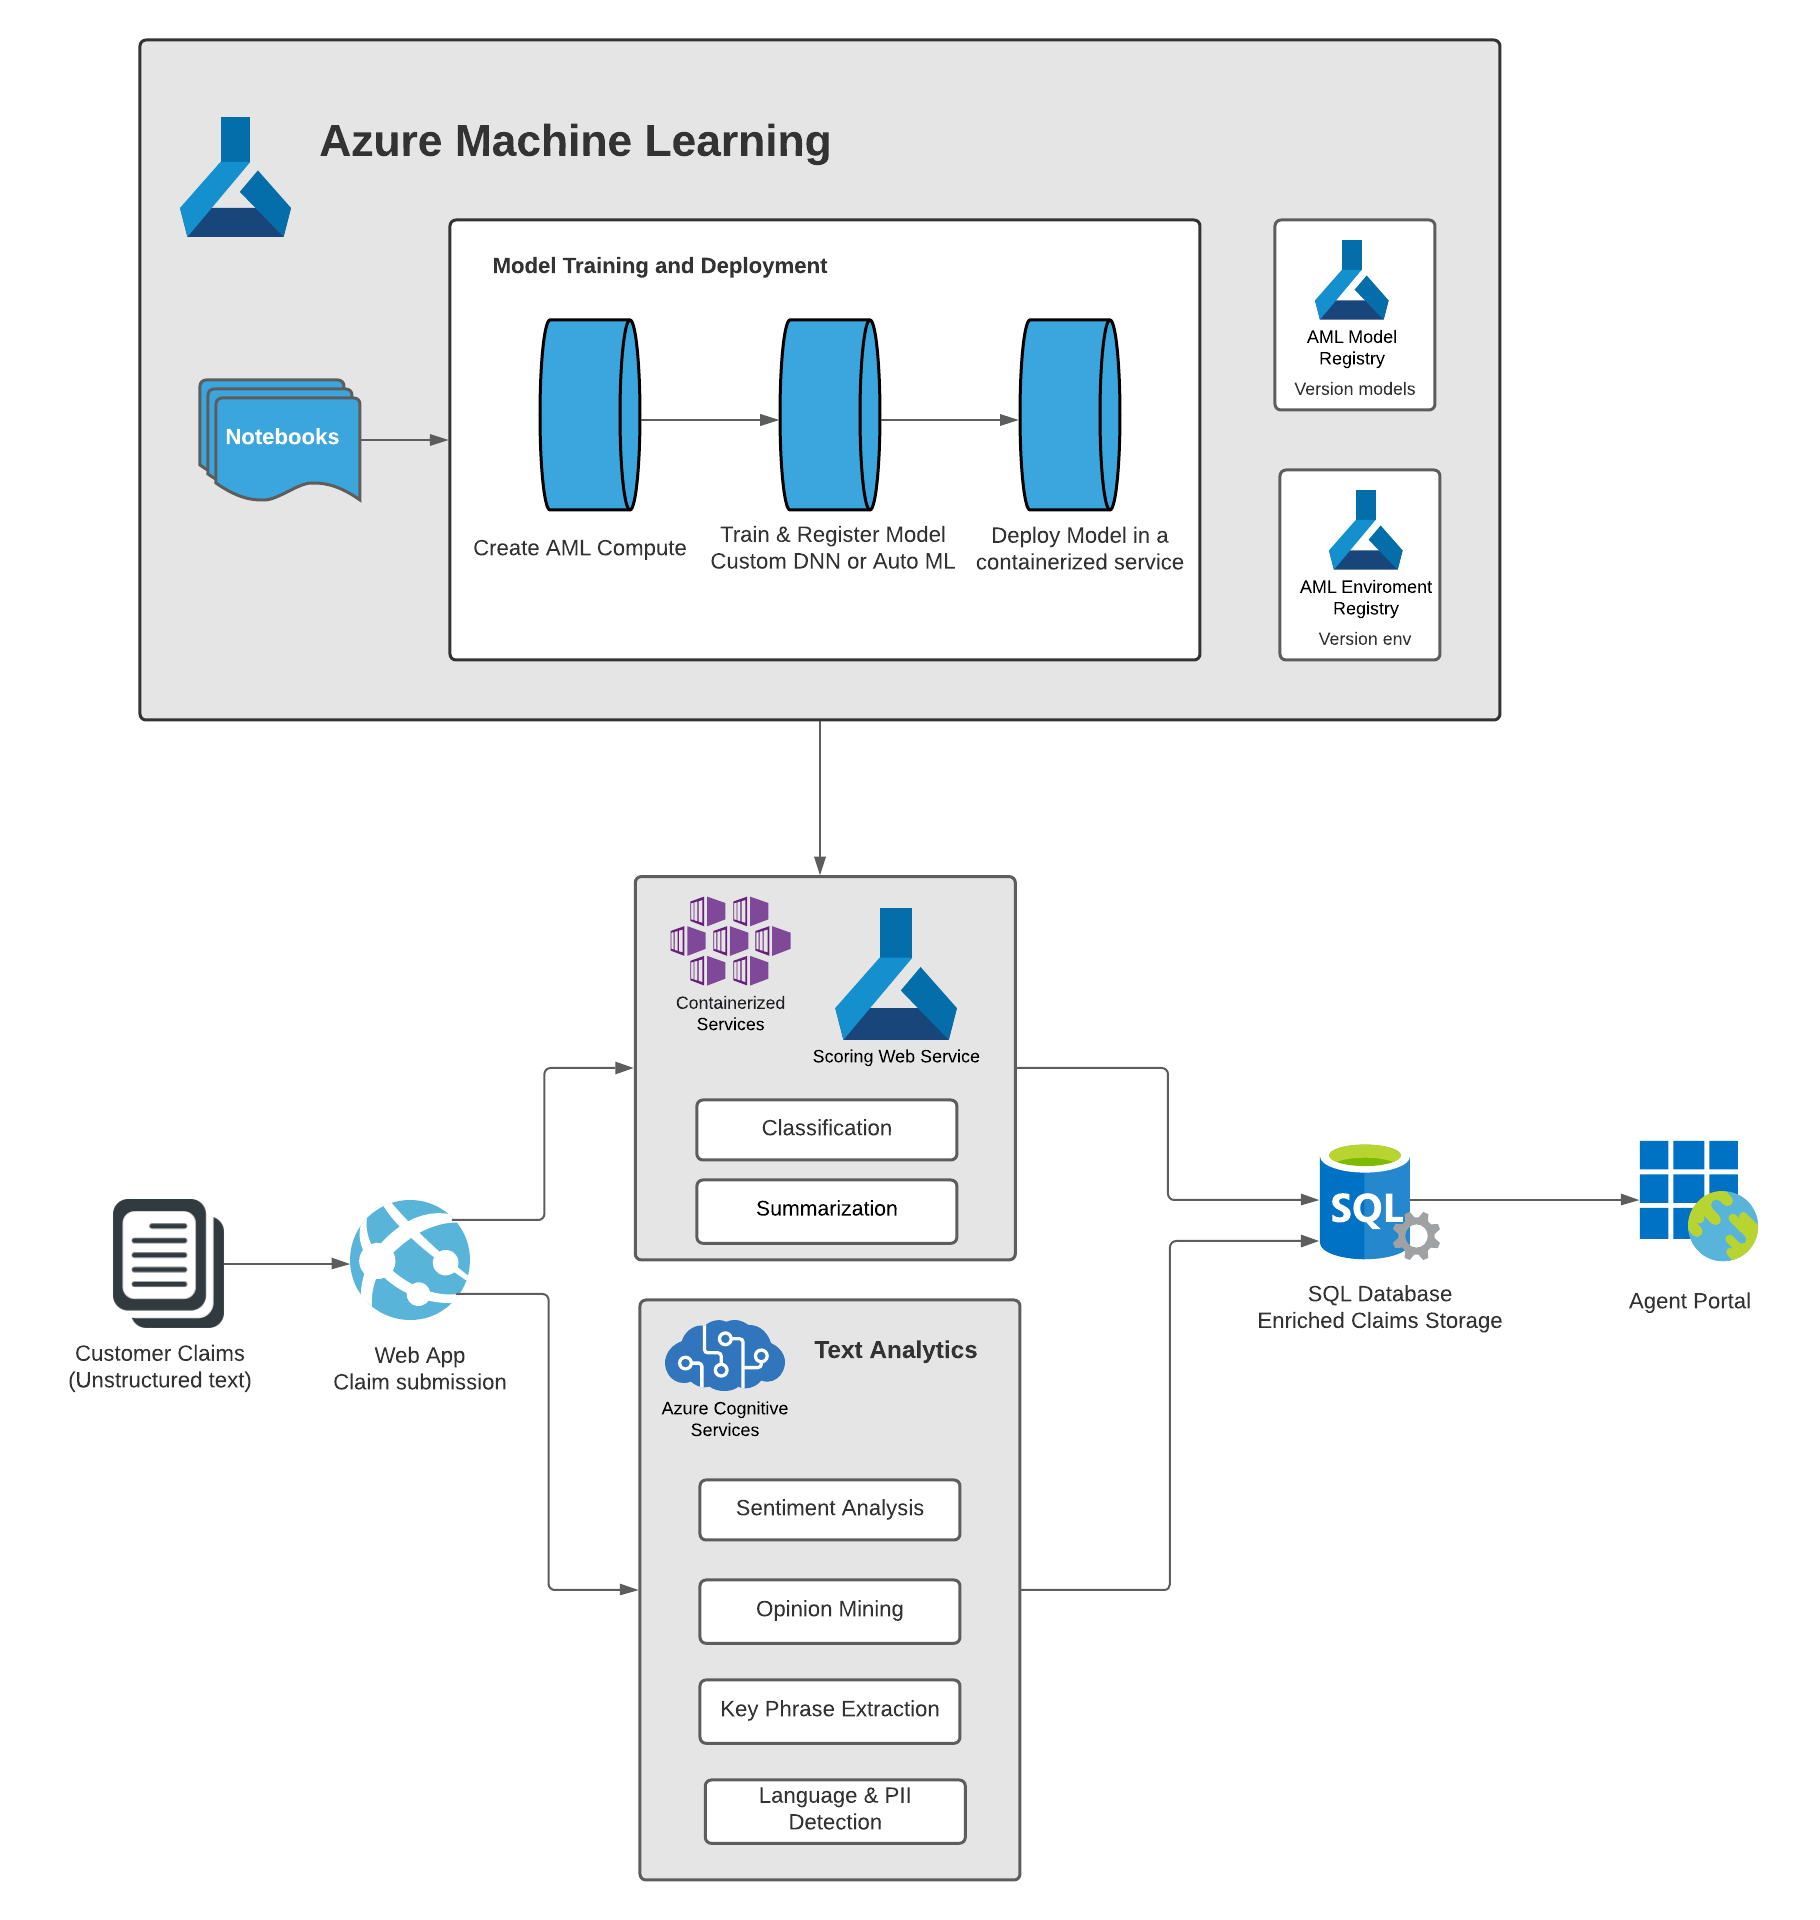 Azure Machine Learning
Model Training and Deployment
Notebooks
Create AML Compute
Train & Register Model
Custom DNN or Auto ML
Deploy Model in a
containerized service
AML Model
Registry
Version models
AML Enviroment
Registry
Version env
Containerized
Services
Scoring Web Service
Classification
Summarization
Customer Claims
(Unstructured text)
Web App
Claim submission
Azure Cognitive
Services
Text Analytics
Sentiment Analysis
Opinion Mining
Key Phrase Extraction
Language & PII
Detection
SQL
SQL Database
Enriched Claims Storage
Agent Portal